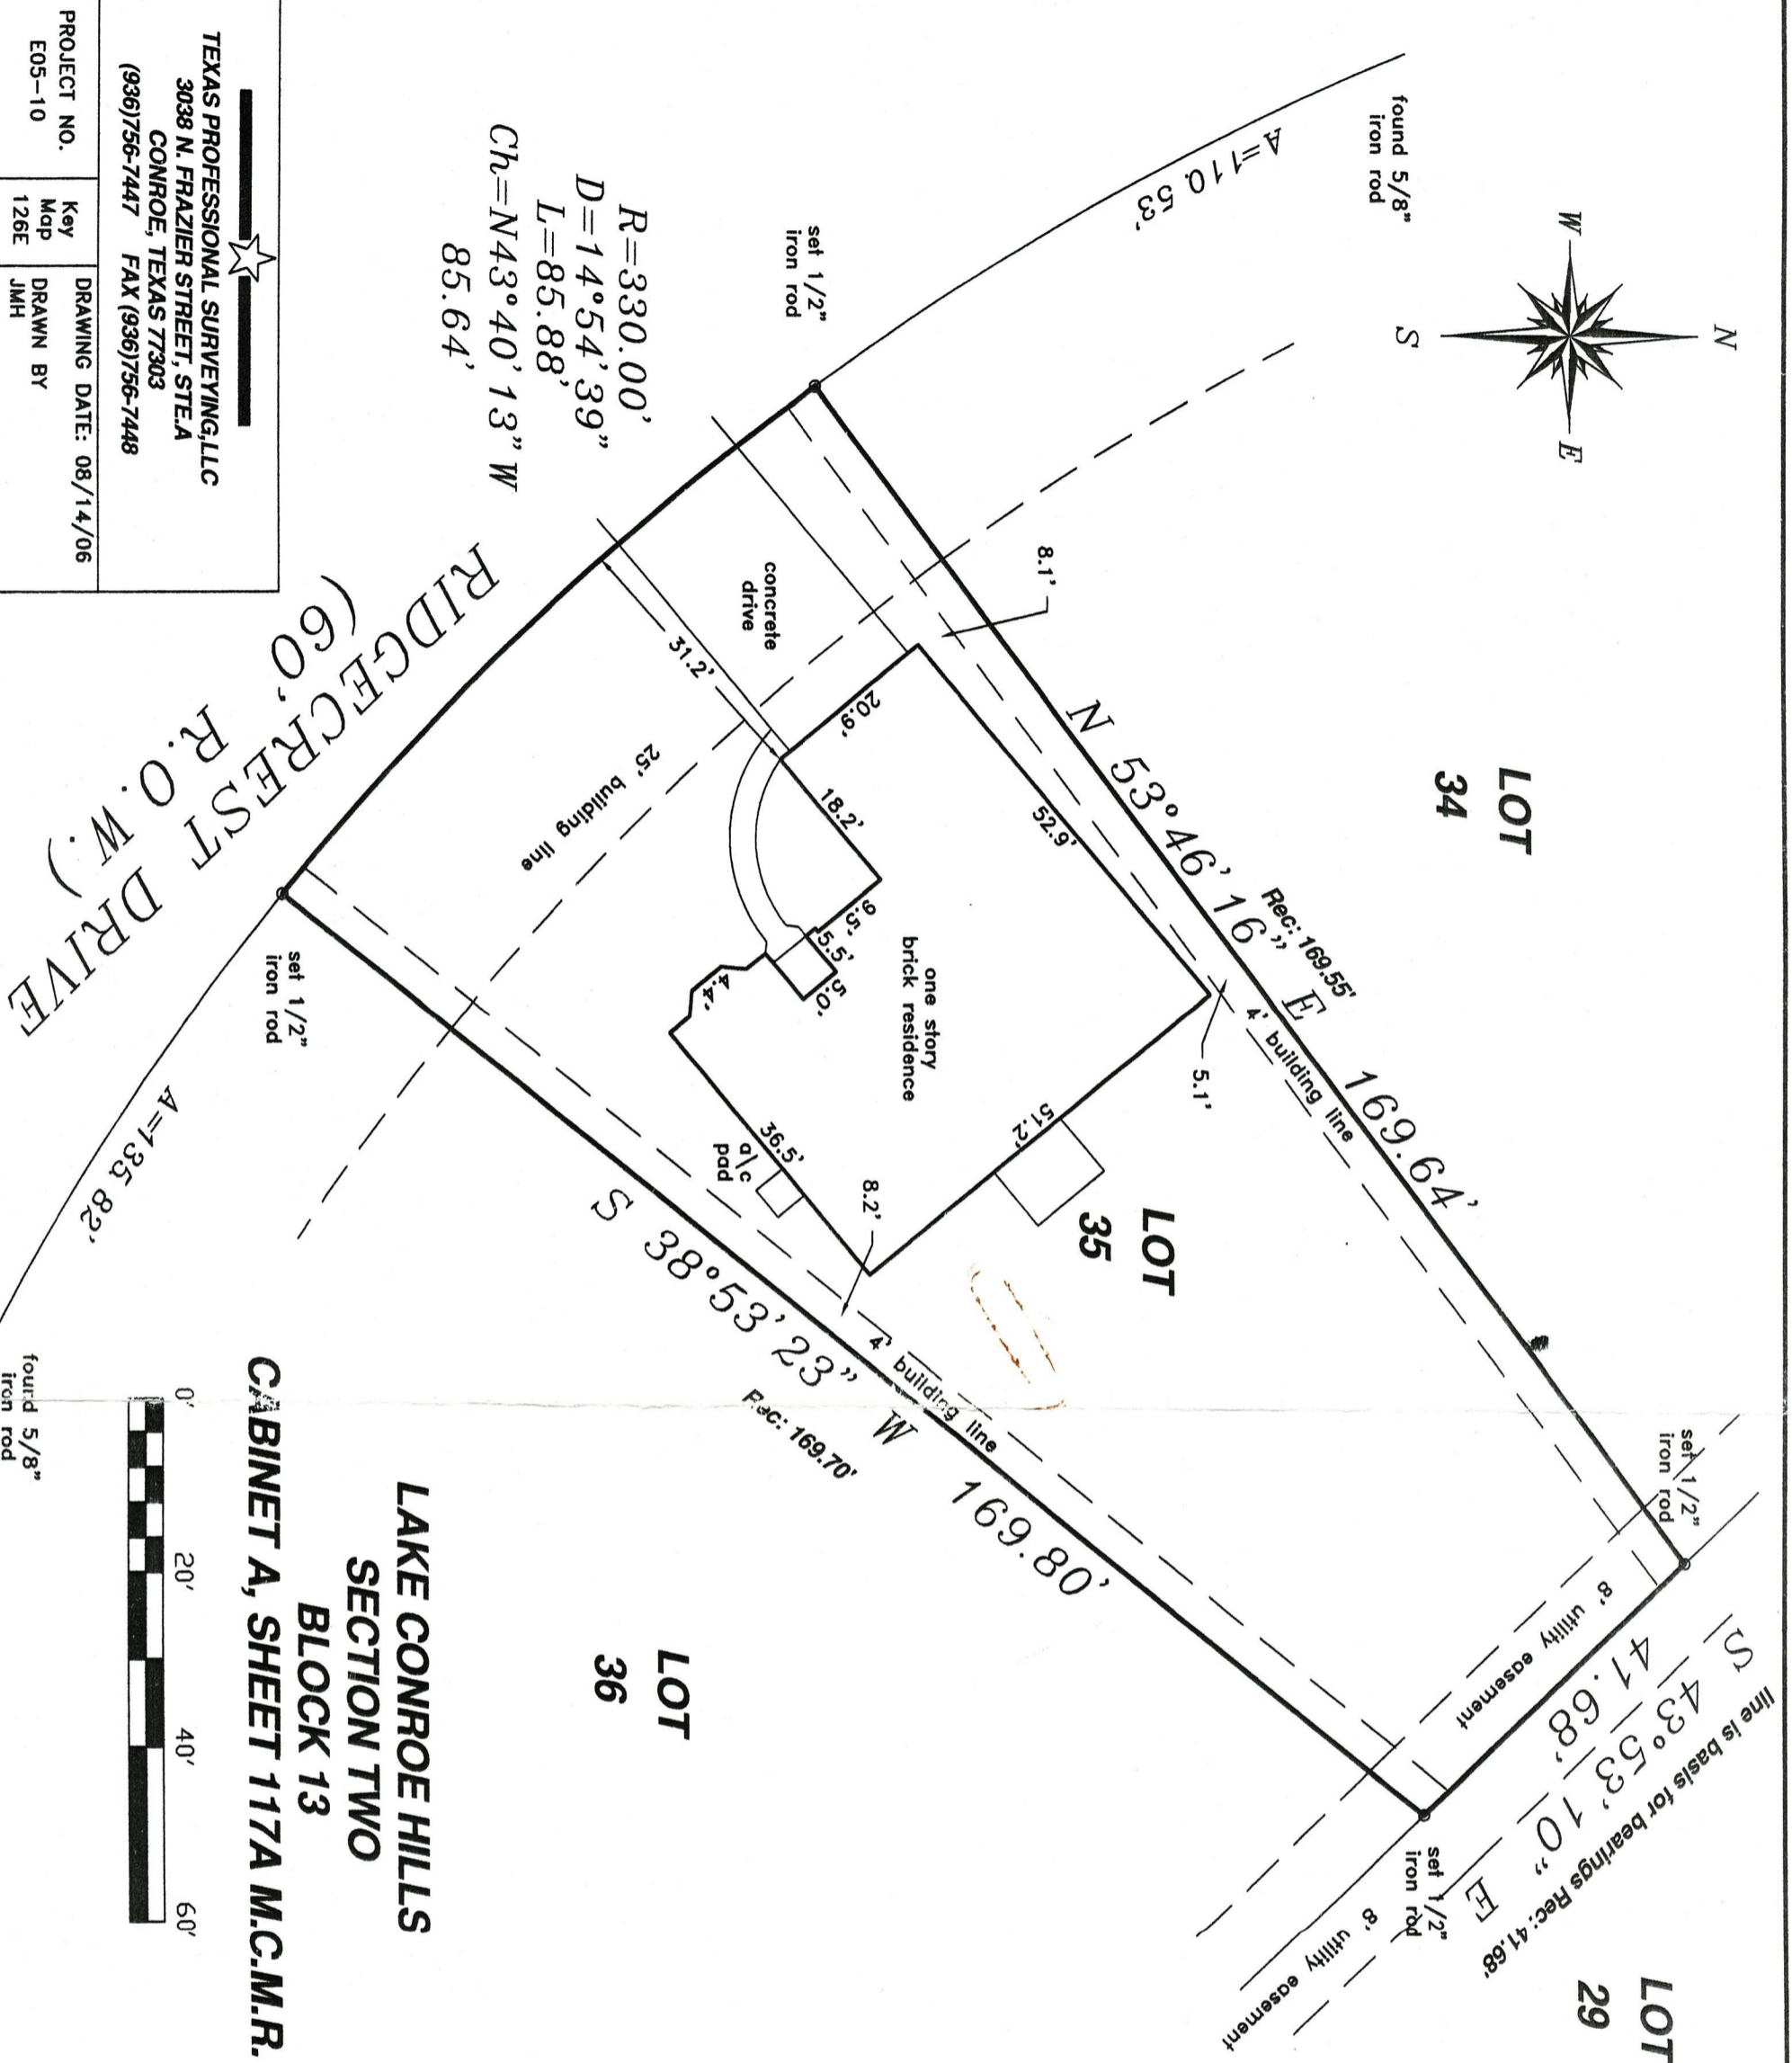 LOT
29
line is basis for bearings Rec: 41.68'
S 43°53'10" E
41.68'
8' utility easement
8' utility easement
set 1/2"
iron rod
set 1/2"
iron rod
N
W
E
S
found 5/8"
iron rod
A=110.53'
LOT
34
N 53°46'16" E 169.64'
Rec: 169.55'
4' building line
8.1'
5.1'
LOT
35
set 1/2"
iron rod
R=330.00'
D=14°54'39"
L=85.88'
Ch=N43°40'13"W
85.64'
concrete
drive
31.2'
20.9'
52.9'
18.2'
9.5'
5.5'
5.0'
4.4'
one story
brick residence
51.2'
36.5'
a\c
pad
8.2'
25' building line
S 38°53'23" W 169.80'
4' building line
Rec: 169.70'
set 1/2"
iron rod
RIDGECREST DRIVE
(60' R.O.W.)
A=135.82'
LOT
36
LAKE CONROE HILLS
SECTION TWO
BLOCK 13
CABINET A, SHEET 117A M.C.M.R.
0' 20' 40' 60'
found 5/8"
iron rod
TEXAS PROFESSIONAL SURVEYING,LLC
3038 N. FRAZIER STREET, STE.A
CONROE, TEXAS 77303
(936)756-7447 FAX (936)756-7448
PROJECT NO.
E05-10
Key
Map
126E
DRAWING DATE: 08/14/06
DRAWN BY
JMH